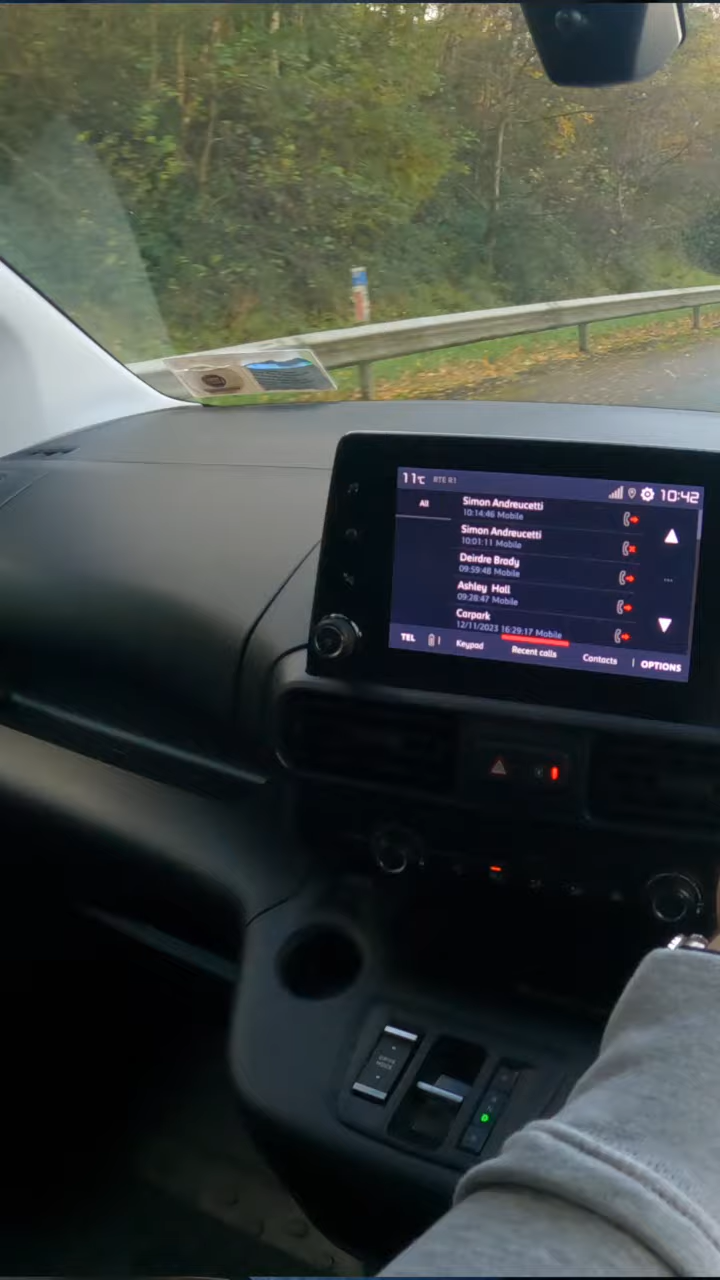 11°C RTE R1 10:42
All
Simon Andreucetti
10:14:46 Mobile
Simon Andreucetti
10:01:11 Mobile
Deirdre Brady
09:59:48 Mobile
Ashley Hall
09:28:47 Mobile
Carpark
12/11/2023 16:29:17 Mobile
TEL Keypad Recent calls Contacts OPTIONS
DRIVE
MODE
D